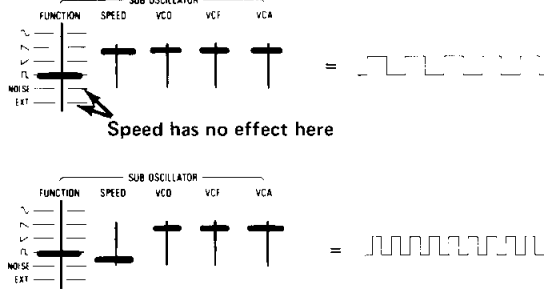 SUB OSCILLATOR
FUNCTION SPEED VCO VCF VCA
=
NOISE
EXT
Speed has no effect here
SUB OSCILLATOR
FUNCTION SPEED VCO VCF VCA
=
NOISE
EXT